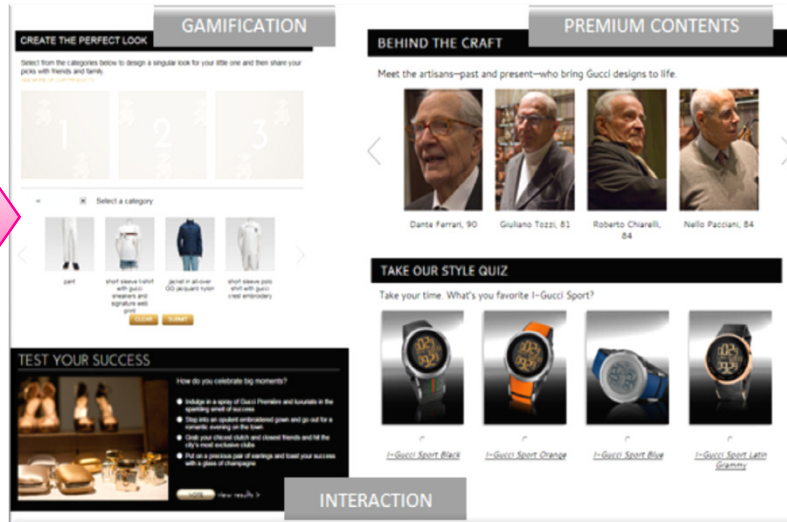 GAMIFICATION
CREATE THE PERFECT LOOK
Select from the categories below to design a singular look for your little one and then share your
picks with friends and family.
1
2
3
Select a category
pant
short sleeve t-shirt
with gucci
sneakers and
signature web
print
jacket in all-over
GG jacquard nylon
short sleeve polo
shirt with gucci
crest embroidery
CLEAR
SUBMIT
TEST YOUR SUCCESS
How do you celebrate big moments?
Indulge in a spray of Gucci Première and luxuriate in the
sparkling smell of success
Step into an opulent embroidered gown and go out for a
romantic evening on the town
Grab your chicest clutch and closest friends and hit the
city's most exclusive clubs
Put on a precious pair of earrings and toast your success
with a glass of champagne
view results >
PREMIUM CONTENTS
BEHIND THE CRAFT
Meet the artisans—past and present—who bring Gucci designs to life.
Dante Ferrari, 90
Giuliano Tozzi, 81
Roberto Chiarelli,
84
Nello Pacciani, 84
TAKE OUR STYLE QUIZ
Take your time. What's you favorite I-Gucci Sport?
I-Gucci Sport Black
I-Gucci Sport Orange
I-Gucci Sport Blue
I-Gucci Sport Latin
Grammy
INTERACTION